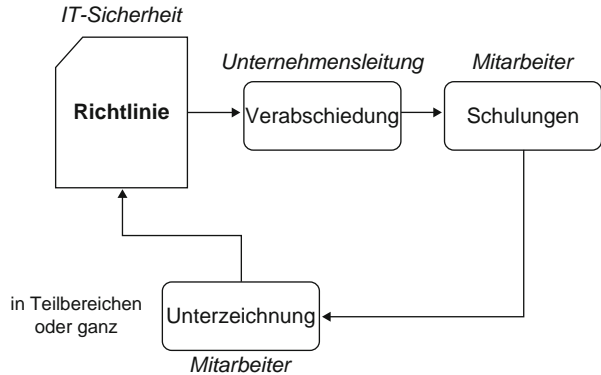 IT-Sicherheit
Richtlinie
Unternehmensleitung
Verabschiedung
Mitarbeiter
Schulungen
in Teilbereichen
oder ganz
Unterzeichnung
Mitarbeiter